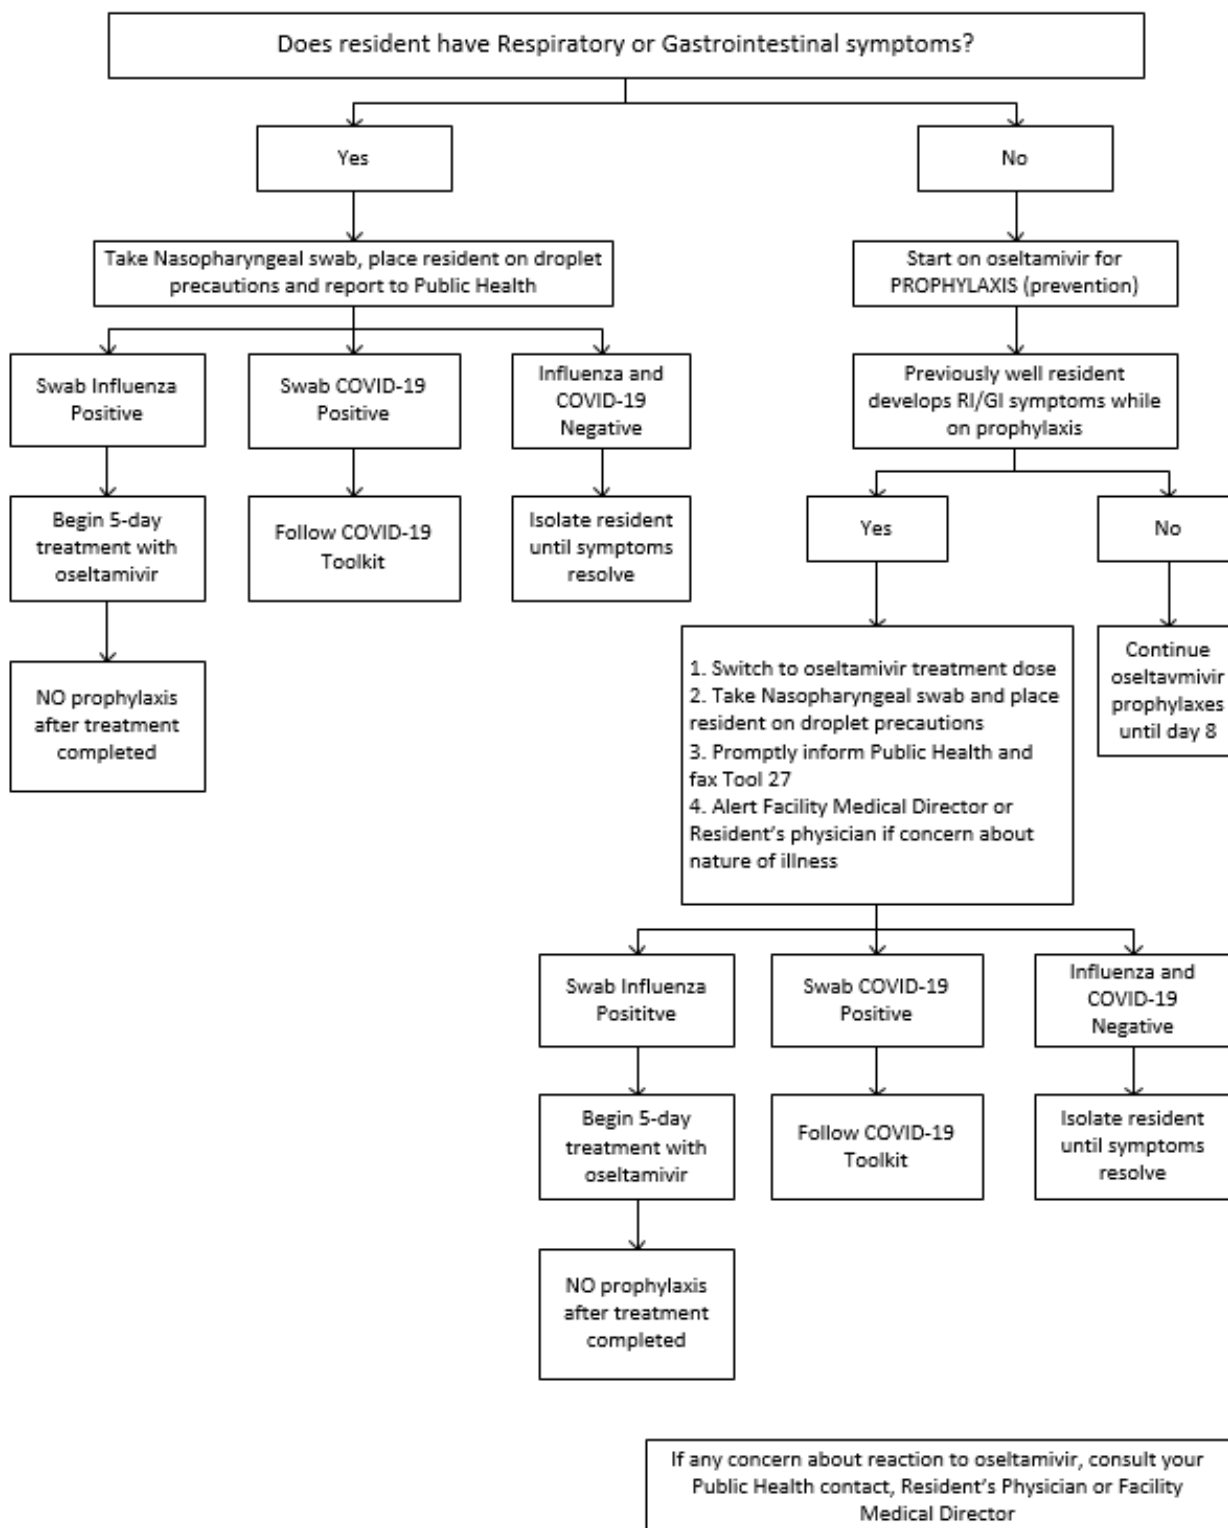 Does resident have Respiratory or Gastrointestinal symptoms?
Yes
No
Take Nasopharyngeal swab, place resident on droplet
precautions and report to Public Health
Start on oseltamivir for
PROPHYLAXIS (prevention)
Swab Influenza
Positive
Swab COVID-19
Positive
Influenza and
COVID-19
Negative
Previously well resident
develops RI/GI symptoms while
on prophylaxis
Begin 5-day
treatment with
oseltamivir
Follow COVID-19
Toolkit
Isolate resident
until symptoms
resolve
Yes
No
NO prophylaxis
after treatment
completed
1. Switch to oseltamivir treatment dose
2. Take Nasopharyngeal swab and place
resident on droplet precautions
3. Promptly inform Public Health and
fax Tool 27
4. Alert Facility Medical Director or
Resident’s physician if concern about
nature of illness
Continue
oseltavmivir
prophylaxes
until day 8
Swab Influenza
Posititve
Swab COVID-19
Positive
Influenza and
COVID-19
Negative
Begin 5-day
treatment with
oseltamivir
Follow COVID-19
Toolkit
Isolate resident
until symptoms
resolve
NO prophylaxis
after treatment
completed
If any concern about reaction to oseltamivir, consult your
Public Health contact, Resident’s Physician or Facility
Medical Director